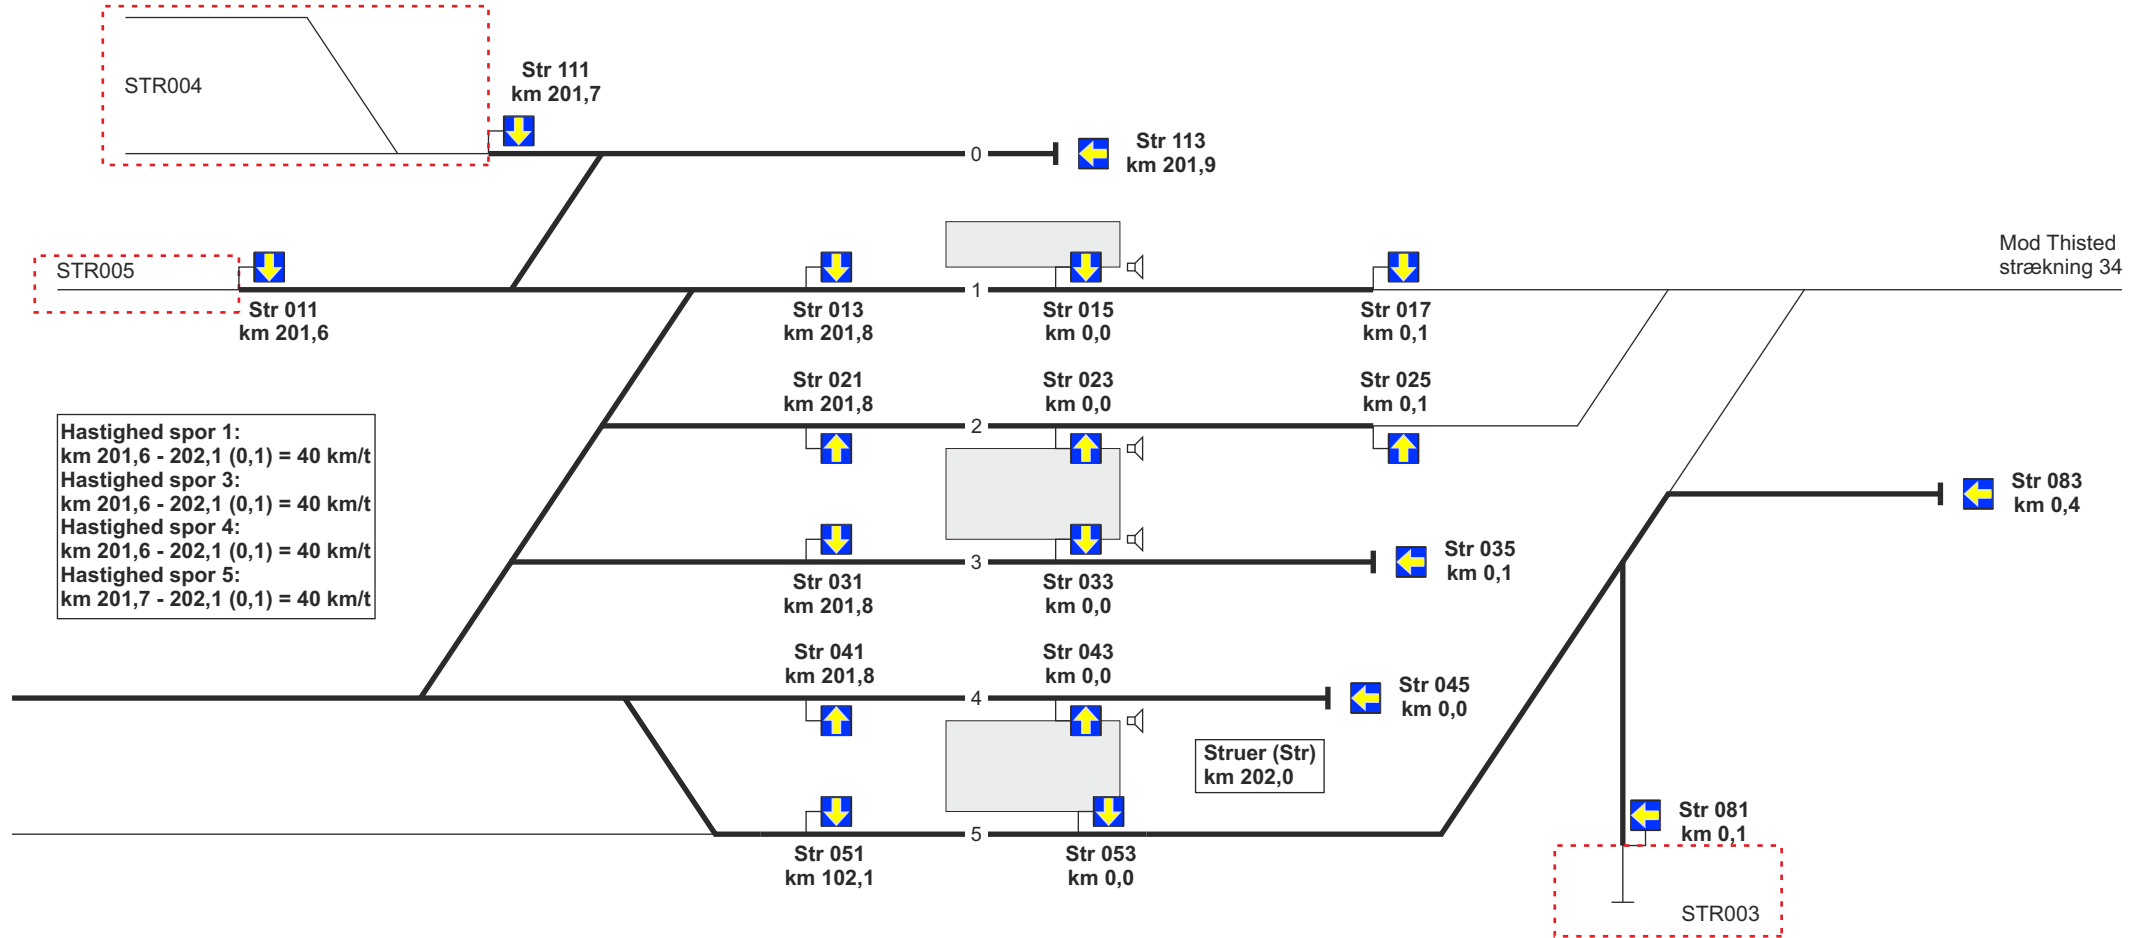 STR004
Str 111
km 201,7
0
Str 113
km 201,9
STR005
Str 011
km 201,6
1
Str 013
km 201,8
Str 015
km 0,0
Str 017
km 0,1
Mod Thisted
strækning 34
Str 021
km 201,8
Str 023
km 0,0
Str 025
km 0,1
2
Hastighed spor 1:
km 201,6 - 202,1 (0,1) = 40 km/t
Hastighed spor 3:
km 201,6 - 202,1 (0,1) = 40 km/t
Hastighed spor 4:
km 201,6 - 202,1 (0,1) = 40 km/t
Hastighed spor 5:
km 201,7 - 202,1 (0,1) = 40 km/t
Str 083
km 0,4
3
Str 031
km 201,8
Str 033
km 0,0
Str 035
km 0,1
Str 041
km 201,8
Str 043
km 0,0
4
Str 045
km 0,0
Struer (Str)
km 202,0
5
Str 051
km 102,1
Str 053
km 0,0
Str 081
km 0,1
STR003